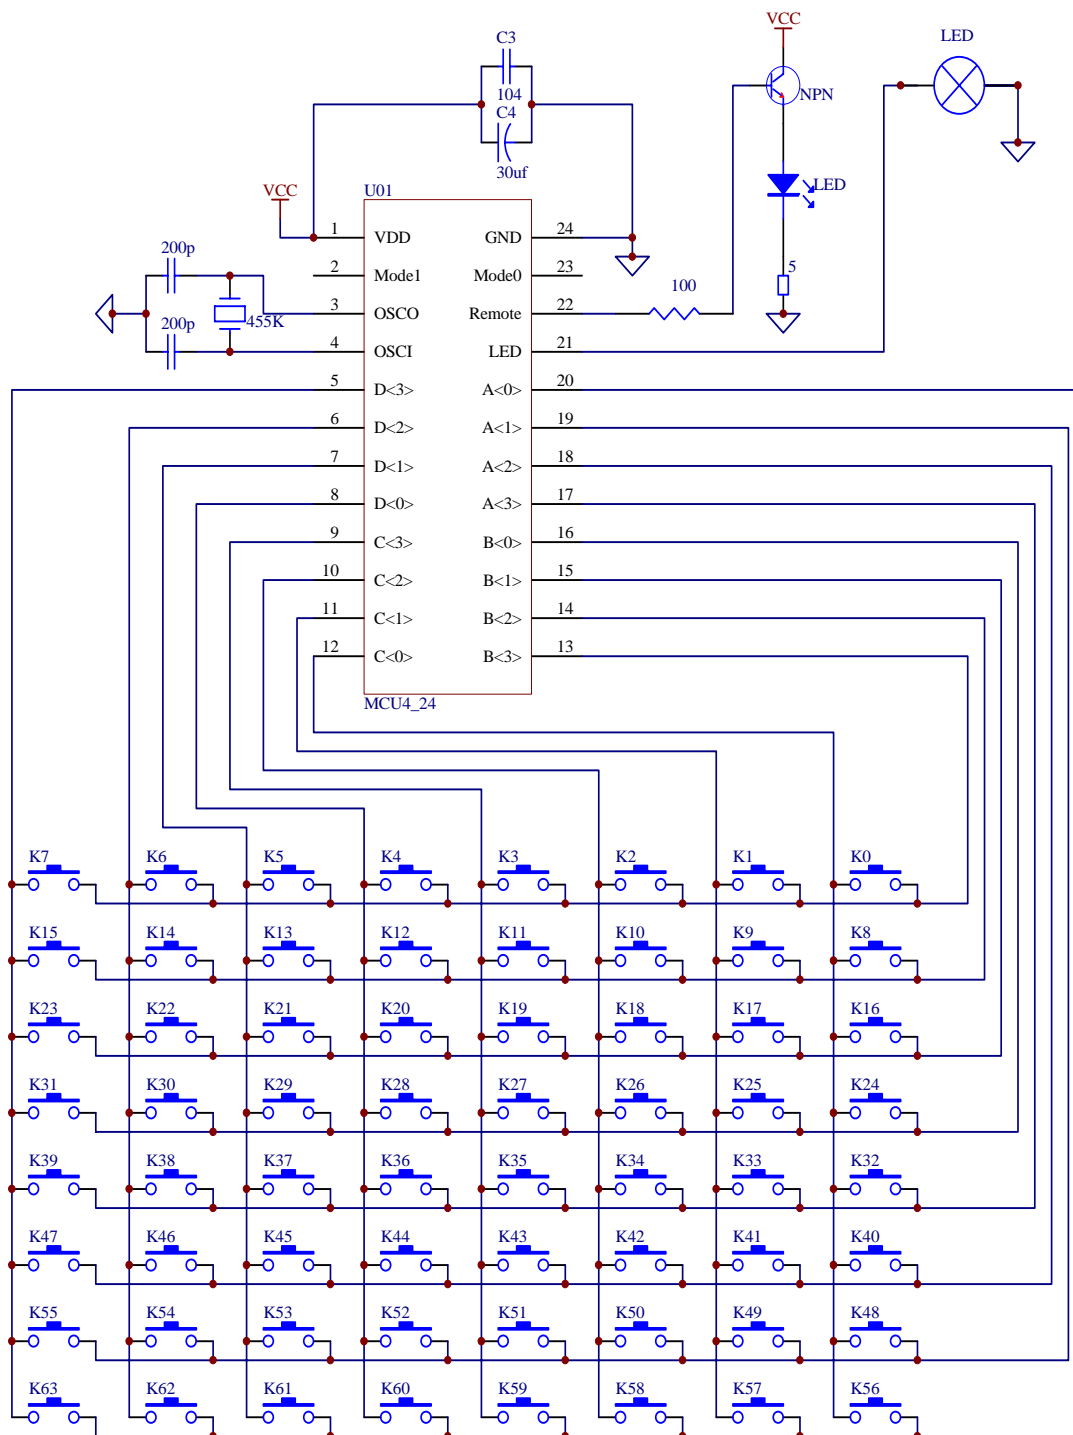 VCC
C3
LED
104
NPN
C4
30uf
LED
VCC
U01
1 VDD GND 24
200p
2 Mode1 Mode0 23
5
100
3 OSCO Remote 22
200p
455K
4 OSCI LED 21
5 D<3> A<0> 20
6 D<2> A<1> 19
7 D<1> A<2> 18
8 D<0> A<3> 17
9 C<3> B<0> 16
10 C<2> B<1> 15
11 C<1> B<2> 14
12 C<0> B<3> 13
MCU4_24
K7 K6 K5 K4 K3 K2 K1 K0
K15 K14 K13 K12 K11 K10 K9 K8
K23 K22 K21 K20 K19 K18 K17 K16
K31 K30 K29 K28 K27 K26 K25 K24
K39 K38 K37 K36 K35 K34 K33 K32
K47 K46 K45 K44 K43 K42 K41 K40
K55 K54 K53 K52 K51 K50 K49 K48
K63 K62 K61 K60 K59 K58 K57 K56